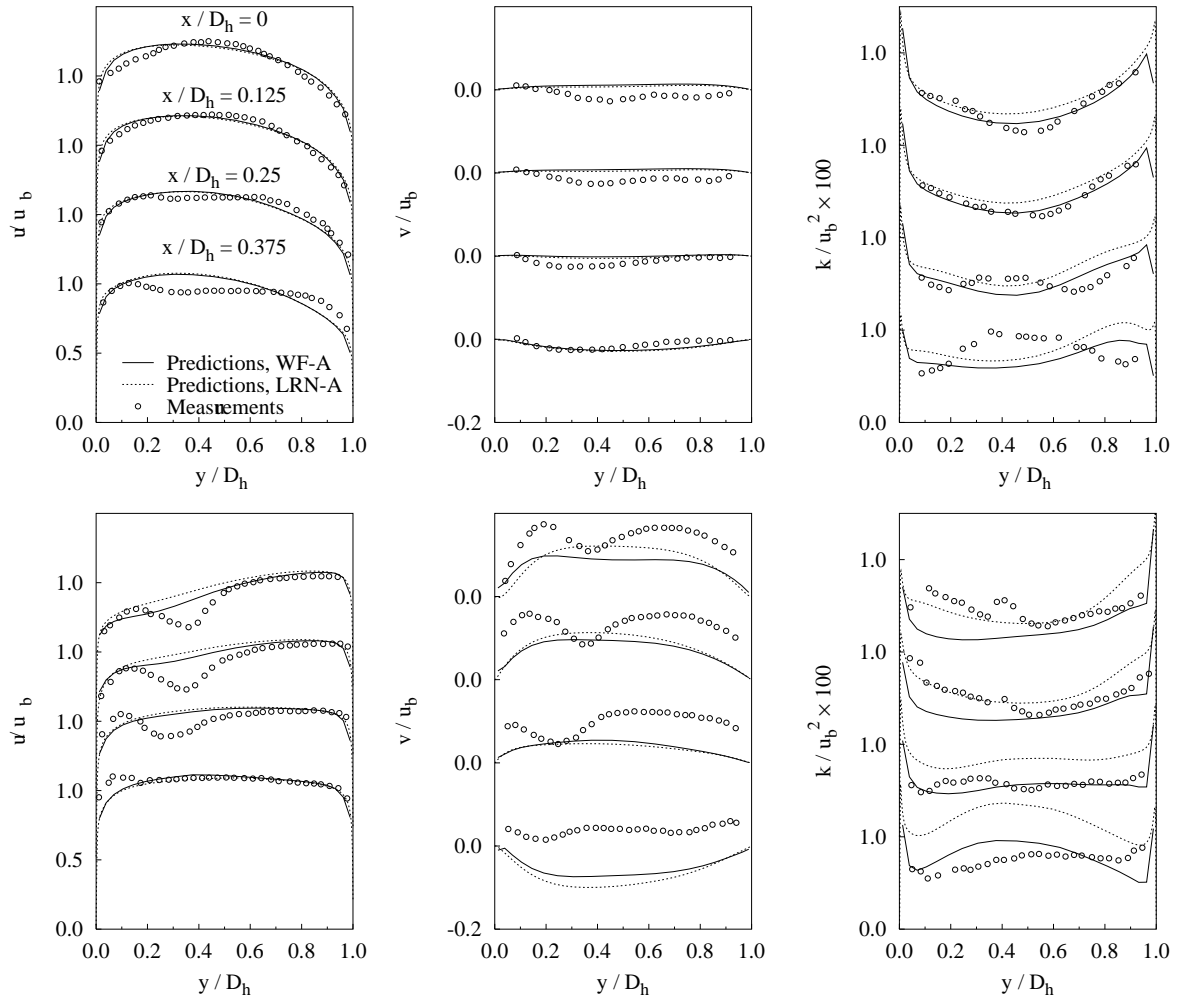 x / D_h = 0
x / D_h = 0.125
x / D_h = 0.25
x / D_h = 0.375
1.0
1.0
1.0
1.0
0.5
0.0
u/ u_b
Predictions, WF-A
Predictions, LRN-A
Measurements
0.0 0.2 0.4 0.6 0.8 1.0
y / D_h
0.0
0.0
0.0
0.0
-0.2
v / u_b
0.0 0.2 0.4 0.6 0.8 1.0
y / D_h
1.0
1.0
1.0
1.0
0.0
k / u_b^2 × 100
0.0 0.2 0.4 0.6 0.8 1.0
y / D_h
1.0
1.0
1.0
1.0
0.5
0.0
u/ u_b
0.0 0.2 0.4 0.6 0.8 1.0
y / D_h
0.0
0.0
0.0
0.0
-0.2
v / u_b
0.0 0.2 0.4 0.6 0.8 1.0
y / D_h
1.0
1.0
1.0
1.0
0.0
k / u_b^2 × 100
0.0 0.2 0.4 0.6 0.8 1.0
y / D_h